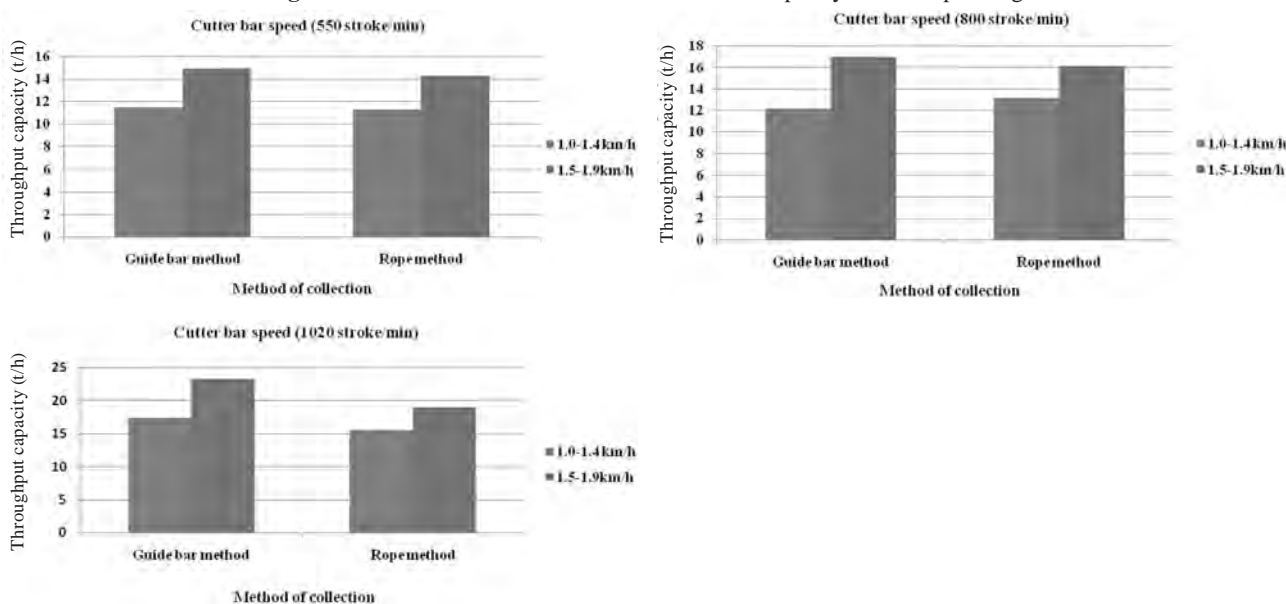 Cutter bar speed (550 stroke/min)
Throughput capacity (t/h)
16
14
12
10
8
6
4
2
0
Guide bar method
Rope method
Method of collection
1.0-1.4km/h
1.5-1.9km/h
Cutter bar speed (800 stroke/min)
Throughput capacity (t/h)
18
16
14
12
10
8
6
4
2
0
Guide bar method
Rope method
Method of collection
1.0-1.4km/h
1.5-1.9km/h
Cutter bar speed (1020 stroke/min)
Throughput capacity (t/h)
25
20
15
10
5
0
Guide bar method
Rope method
Method of collection
1.0-1.4km/h
1.5-1.9km/h